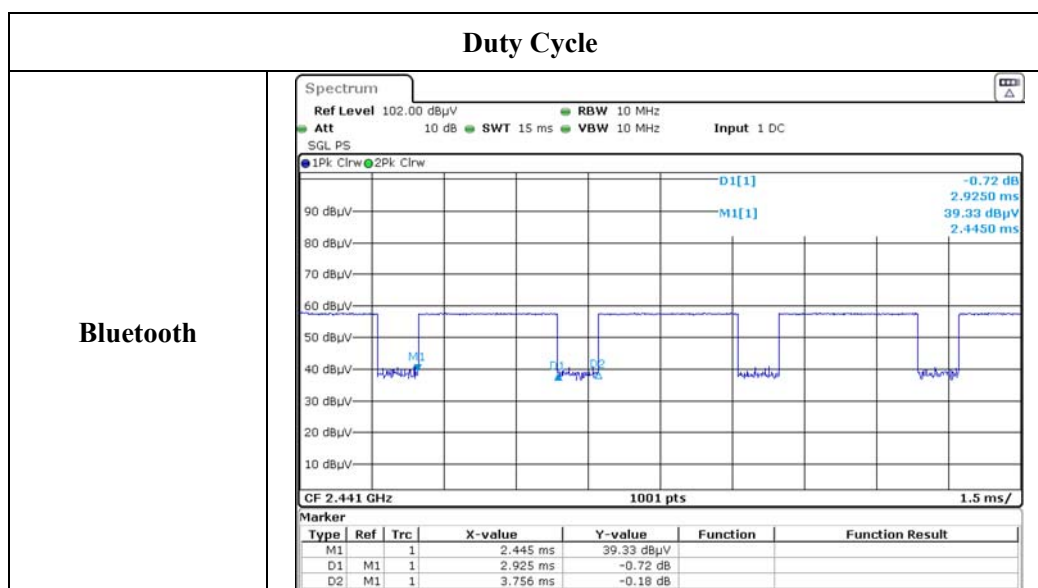 Duty Cycle
Bluetooth
Spectrum
Ref Level 102.00 dBµV RBW 10 MHz
Att 10 dB SWT 15 ms VBW 10 MHz Input 1 DC
SGL PS
1Pk Clrw 2Pk Clrw
D1[1] -0.72 dB
2.9250 ms
90 dBµV M1[1] 39.33 dBµV
2.4450 ms
80 dBµV
70 dBµV
60 dBµV
50 dBµV
M1 D1 D2
40 dBµV
30 dBµV
20 dBµV
10 dBµV
CF 2.441 GHz 1001 pts 1.5 ms/
Marker
Type Ref Trc X-value Y-value Function Function Result
M1 1 2.445 ms 39.33 dBµV
D1 M1 1 2.925 ms -0.72 dB
D2 M1 1 3.756 ms -0.18 dB